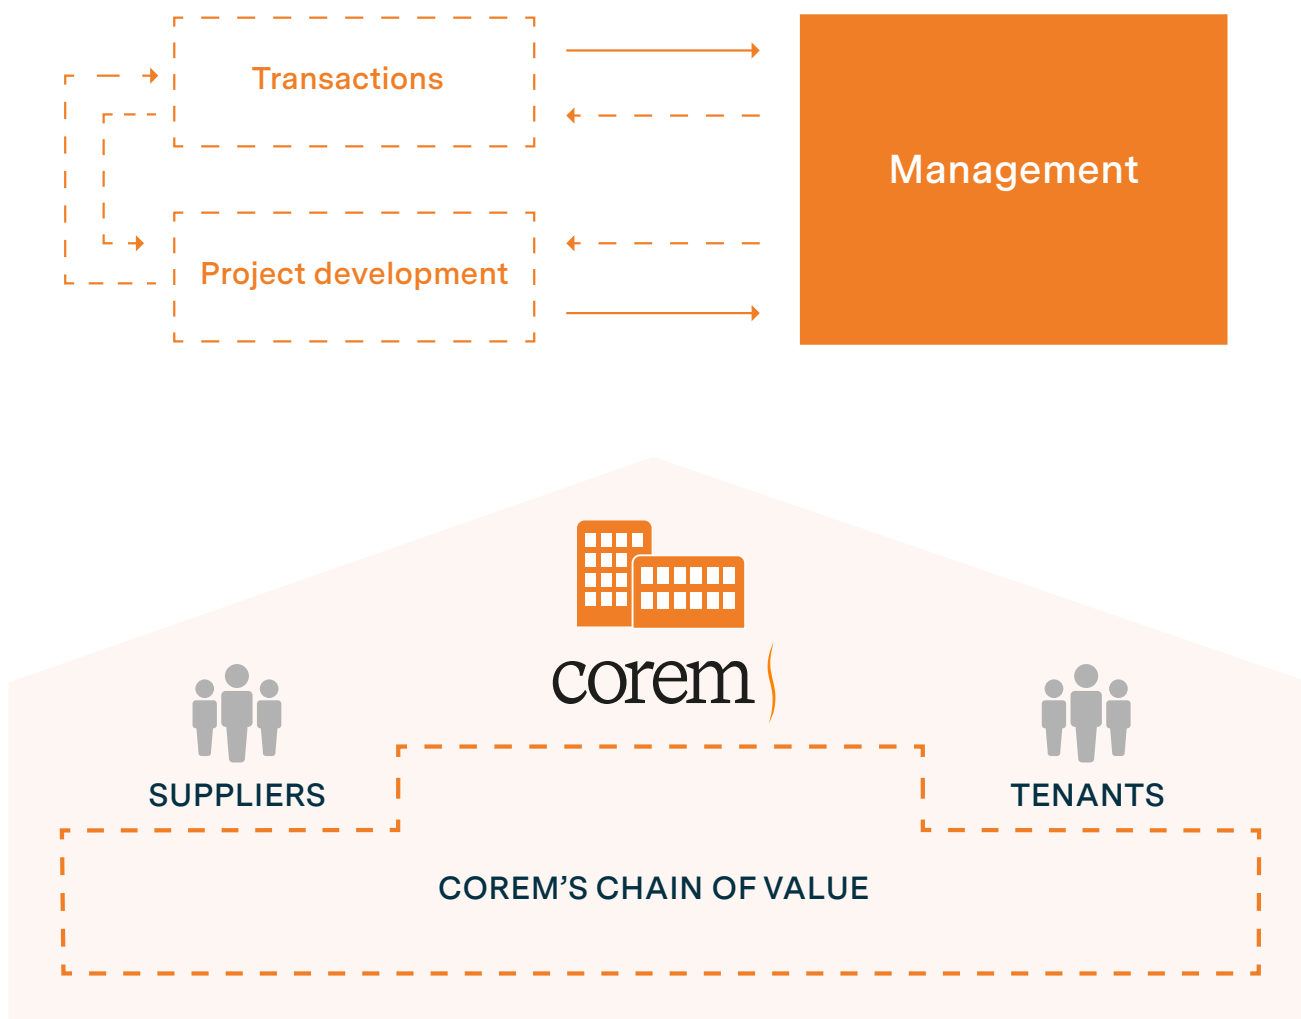 Transactions
Management
Project development
corem
SUPPLIERS
TENANTS
COREM’S CHAIN OF VALUE